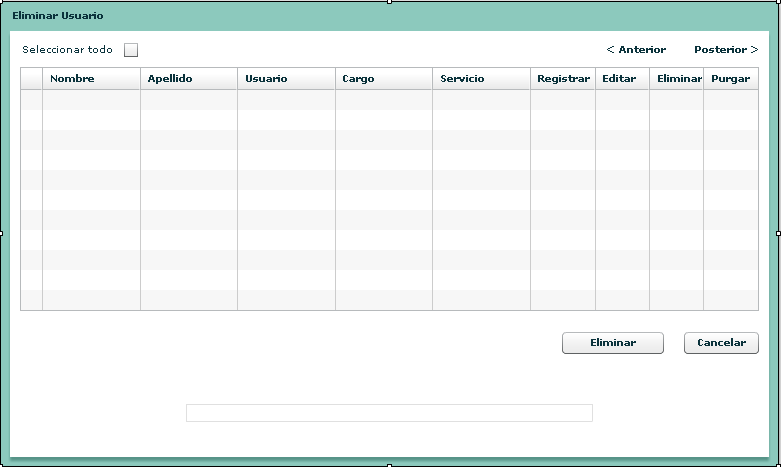 Eliminar Usuario
Seleccionar todo < Anterior Posterior >
Nombre Apellido Usuario Cargo Servicio Registrar Editar Eliminar Purgar
Eliminar Cancelar